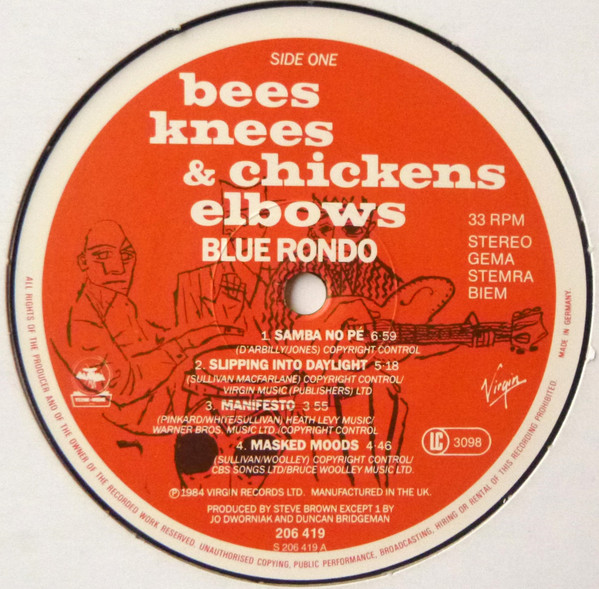 SIDE ONE
bees
knees
& chickens
elbows
BLUE RONDO
33 RPM
STEREO
GEMA
STEMRA
BIEM
1. SAMBA NO PÉ 6:59
(D'ARBILLY/JONES) COPYRIGHT CONTROL
2. SLIPPING INTO DAYLIGHT 5:18
(SULLIVAN MACFARLANE) COPYRIGHT CONTROL/
VIRGIN MUSIC (PUBLISHERS) LTD
3. MANIFESTO 3 55
(PINKARD/WHITE/SULLIVAN) HEATH LEVY MUSIC/
WARNER BROS. MUSIC LTD./COPYRIGHT CONTROL
4. MASKED MOODS 4:46
(SULLIVAN/WOOLLEY) COPYRIGHT CONTROL/
CBS SONGS LTD/BRUCE WOOLLEY MUSIC LTD.
Virgin
LC 3098
℗1984 VIRGIN RECORDS LTD. MANUFACTURED IN THE UK.
PRODUCED BY STEVE BROWN EXCEPT 1 BY
JO DWORNIAK AND DUNCAN BRIDGEMAN
206 419
S 206 419 A
ALL RIGHTS OF THE PRODUCER AND OF THE OWNER OF THE RECORDED WORK RESERVED. UNAUTHORISED COPYING, PUBLIC PERFORMANCE, BROADCASTING, HIRING OR RENTAL OF THIS RECORDING PROHIBITED.
MADE IN GERMANY.